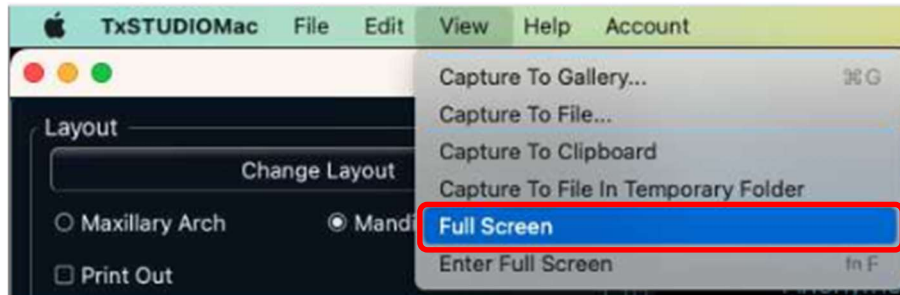 TxSTUDIOMac File Edit View Help Account
Capture To Gallery... ⌘G
Capture To File...
Layout
Capture To Clipboard
Change Layout
Capture To File In Temporary Folder
Maxillary Arch
Full Screen
Enter Full Screen fn F
Print Out